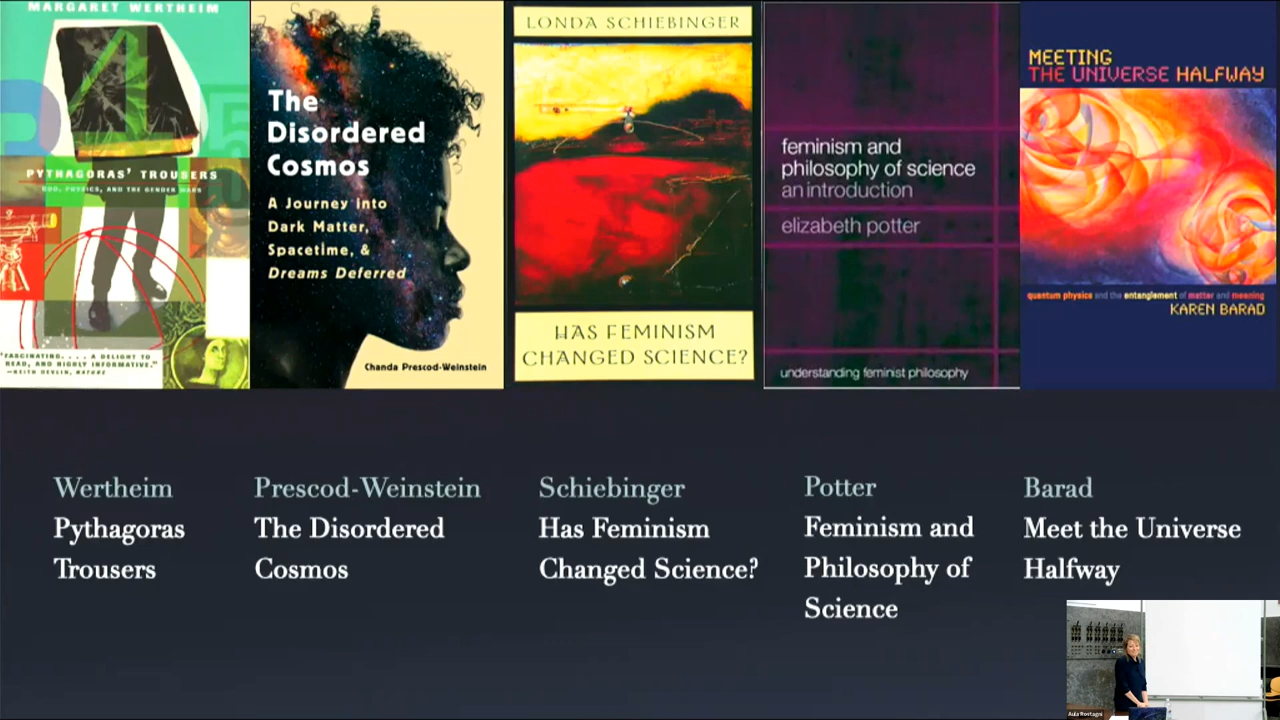 MARGARET WERTHEIM
PYTHAGORAS' TROUSERS
GOD, PHYSICS, AND THE GENDER WARS
"FASCINATING. . . . A DELIGHT TO
READ, AND HIGHLY INFORMATIVE."
—KEITH DEVLIN, NATURE
The
Disordered
Cosmos
A Journey into
Dark Matter,
Spacetime, &
Dreams Deferred
Chanda Prescod-Weinstein
LONDA SCHIEBINGER
HAS FEMINISM
CHANGED SCIENCE?
feminism and
philosophy of science
an introduction
elizabeth potter
understanding feminist philosophy
MEETING
THE UNIVERSE HALFWAY
quantum physics and the entanglement of matter and meaning
KAREN BARAD
Wertheim
Pythagoras
Trousers
Prescod-Weinstein
The Disordered
Cosmos
Schiebinger
Has Feminism
Changed Science?
Potter
Feminism and
Philosophy of
Science
Barad
Meet the Universe
Halfway
Aula Rostagni